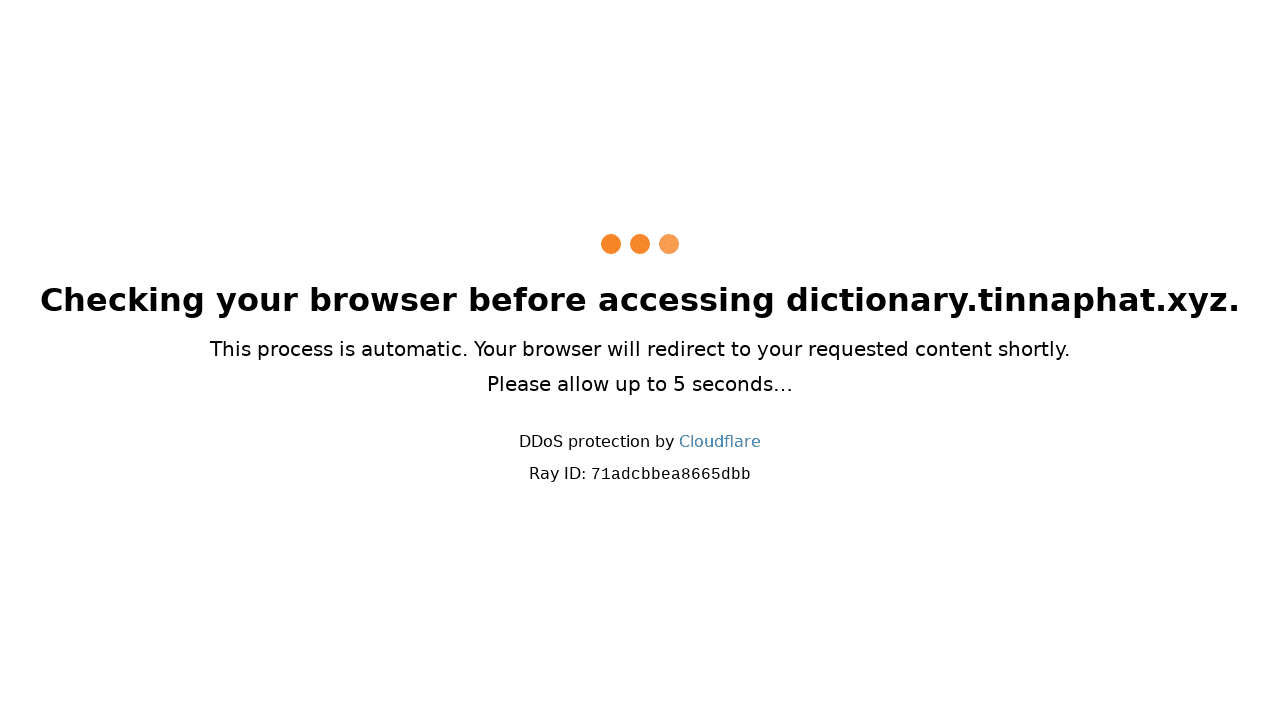 Checking your browser before accessing dictionary.tinnaphat.xyz.
This process is automatic. Your browser will redirect to your requested content shortly.
Please allow up to 5 seconds…
DDoS protection by Cloudflare
Ray ID: 71adcbbea8665dbb